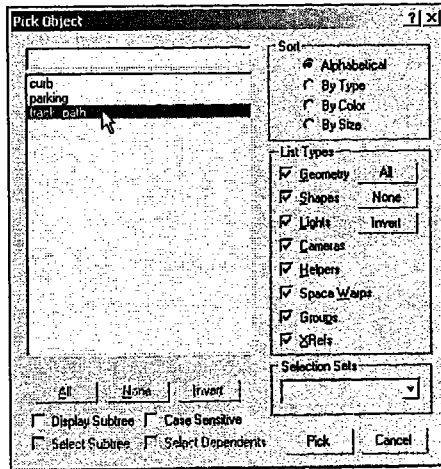 Pick Object
? X
curb
parking
trash_path
Sort
Alphabetical
By Type
By Color
By Size
List Types
Geometry
All
Shapes
None
Lights
Invert
Cameras
Helpers
Space Warps
Groups
XRefs
All
None
Invert
Selection Sets
Display Subtree
Case Sensitive
Select Subtree
Select Dependents
Pick
Cancel